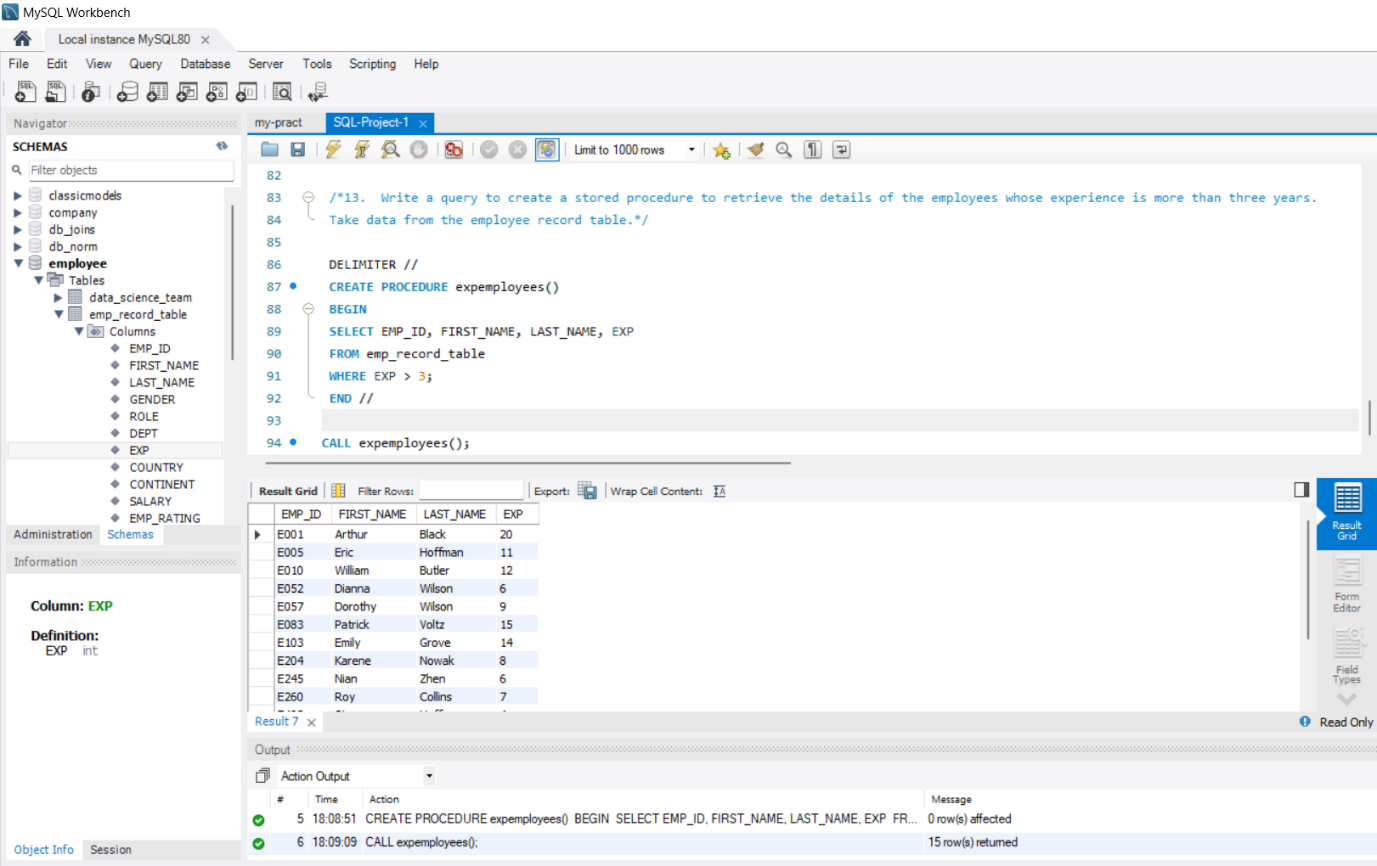 MySQL Workbench
Local instance MySQL80
File Edit View Query Database Server Tools Scripting Help
Navigator
SCHEMAS
Filter objects
classicmodels
company
db_joins
db_norm
employee
Tables
data_science_team
emp_record_table
Columns
EMP_ID
FIRST_NAME
LAST_NAME
GENDER
ROLE
DEPT
EXP
COUNTRY
CONTINENT
SALARY
EMP_RATING
Administration Schemas
Information
Column: EXP
Definition:
EXP int
Object Info Session
my-pract SQL-Project-1
Limit to 1000 rows
82
83 /*13. Write a query to create a stored procedure to retrieve the details of the employees whose experience is more than three years.
84 Take data from the employee record table.*/
85
86 DELIMITER //
87 CREATE PROCEDURE expemployees()
88 BEGIN
89 SELECT EMP_ID, FIRST_NAME, LAST_NAME, EXP
90 FROM emp_record_table
91 WHERE EXP > 3;
92 END //
93
94 CALL expemployees();
Result Grid Filter Rows: Export: Wrap Cell Content:
EMP_ID FIRST_NAME LAST_NAME EXP
E001 Arthur Black 20
E005 Eric Hoffman 11
E010 William Butler 12
E052 Dianna Wilson 6
E057 Dorothy Wilson 9
E083 Patrick Voltz 15
E103 Emily Grove 14
E204 Karene Nowak 8
E245 Nian Zhen 6
E260 Roy Collins 7
Result
Grid
Form
Editor
Field
Types
Result 7
Read Only
Output
Action Output
# Time Action Message
5 18:08:51 CREATE PROCEDURE expemployees() BEGIN SELECT EMP_ID, FIRST_NAME, LAST_NAME, EXP FR... 0 row(s) affected
6 18:09:09 CALL expemployees(); 15 row(s) returned